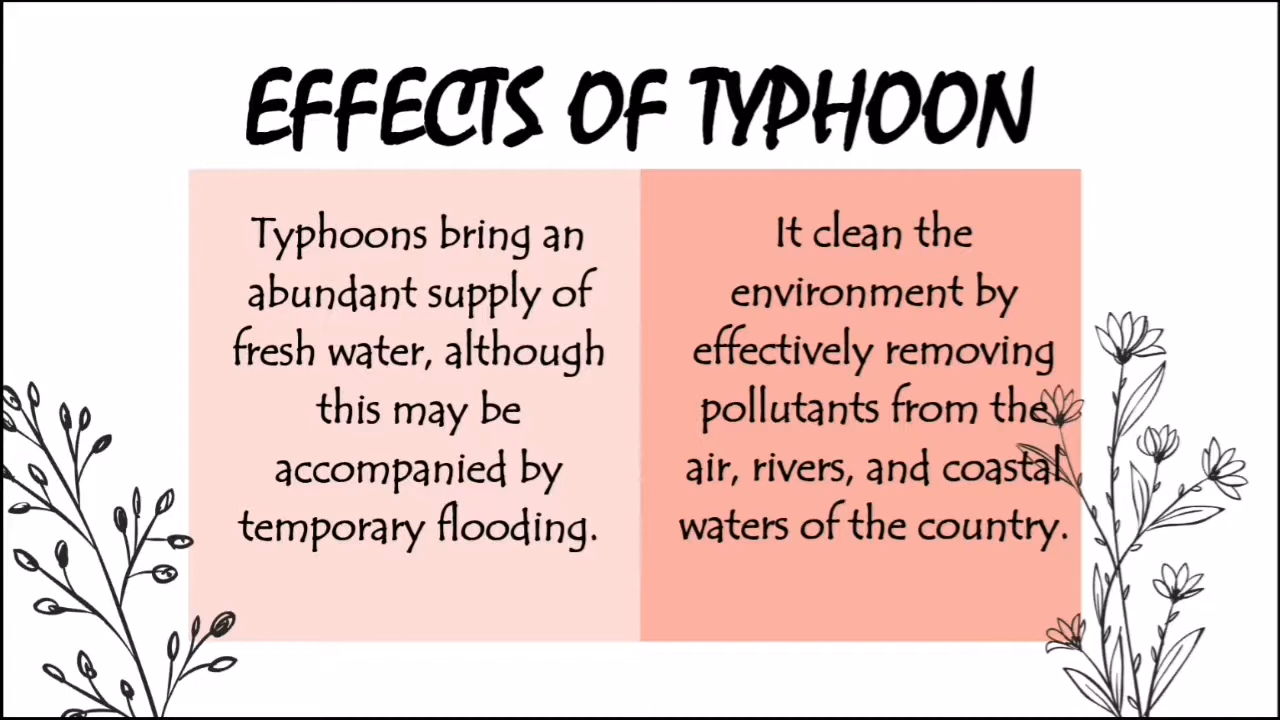 EFFECTS OF TYPHOON
Typhoons bring an
abundant supply of
fresh water, although
this may be
accompanied by
temporary flooding.
It clean the
environment by
effectively removing
pollutants from the
air, rivers, and coastal
waters of the country.